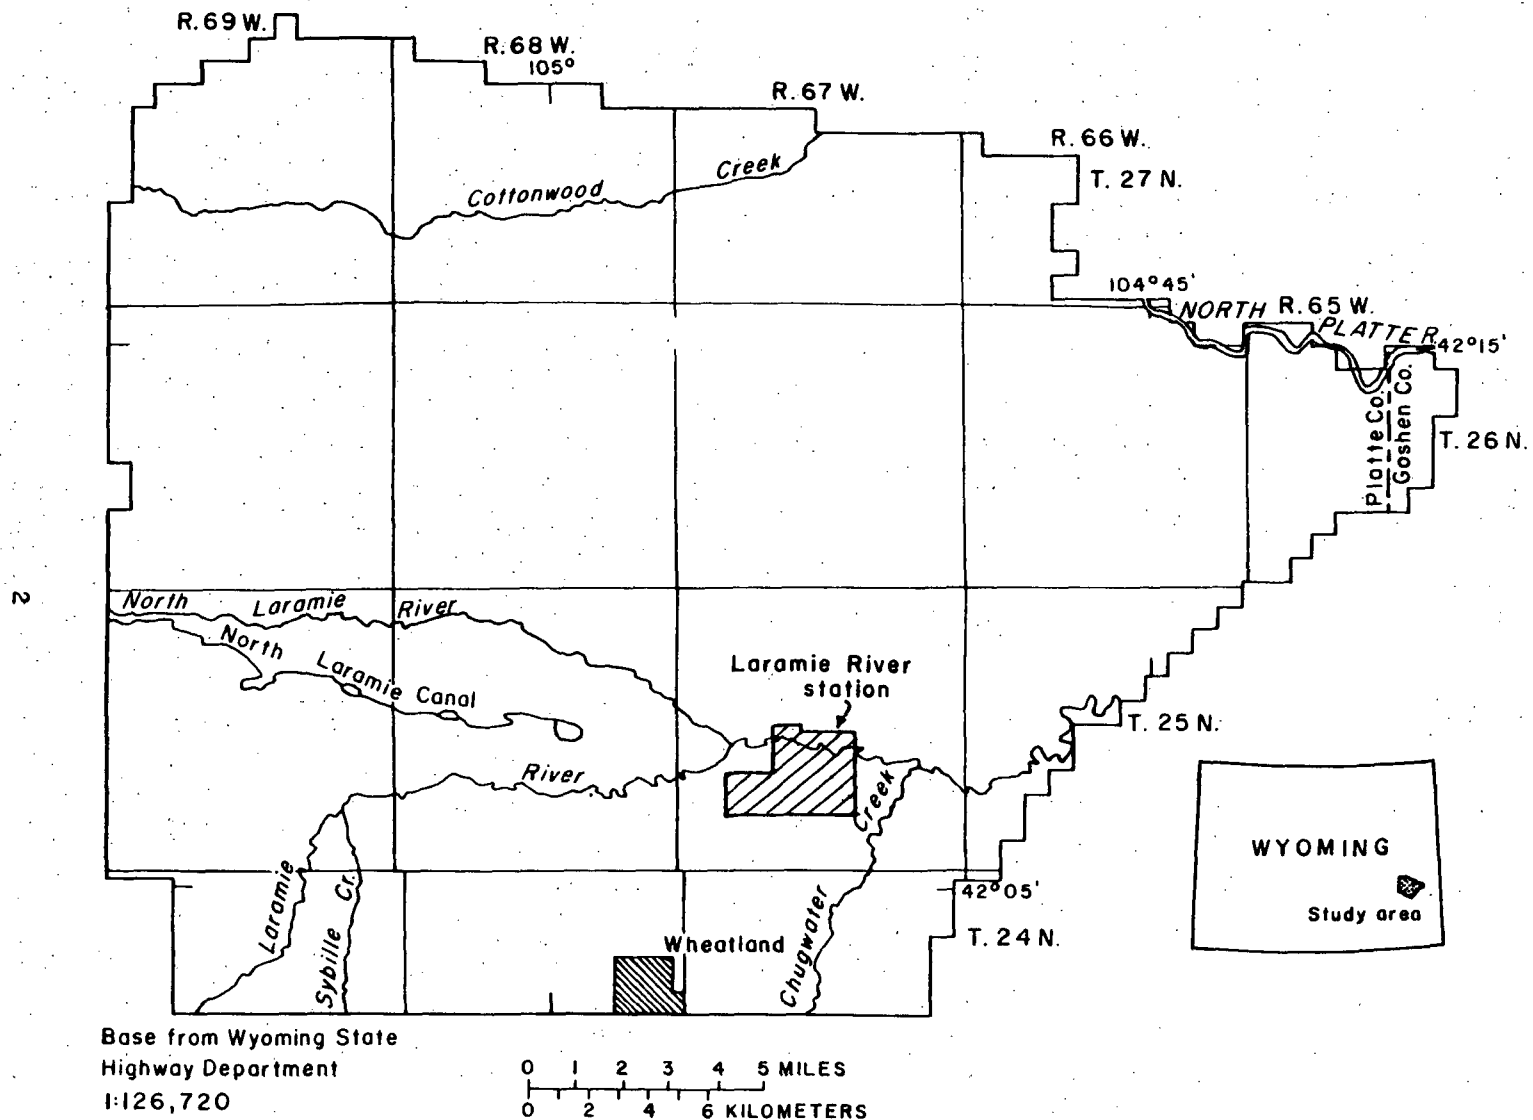 R. 69 W.
R. 68 W.
105°
R. 67 W.
R. 66 W.
T. 27 N.
Cottonwood Creek
104° 45'
NORTH PLATTE R.
R. 65 W.
42° 15'
Platte Co.
Goshen Co.
T. 26 N.
2
North Laramie River
North Laramie Canal
Laramie River
station
T. 25 N.
Laramie River
Chugwater Creek
Sybille Cr.
42° 05'
T. 24 N.
Wheatland
WYOMING
Study area
Base from Wyoming State
Highway Department
1:126,720
0 1 2 3 4 5 MILES
0 2 4 6 KILOMETERS